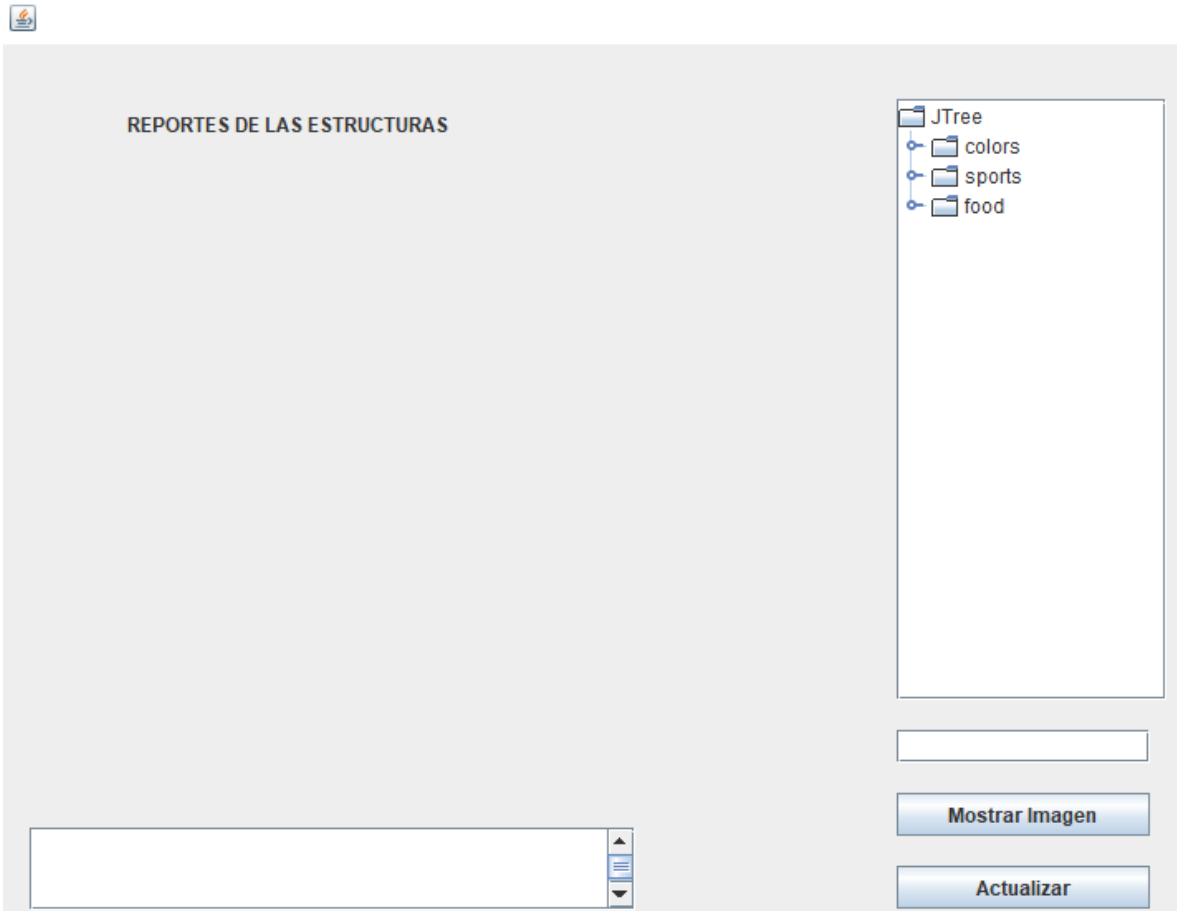 REPORTES DE LAS ESTRUCTURAS
JTree
colors
sports
food
Mostrar Imagen
Actualizar